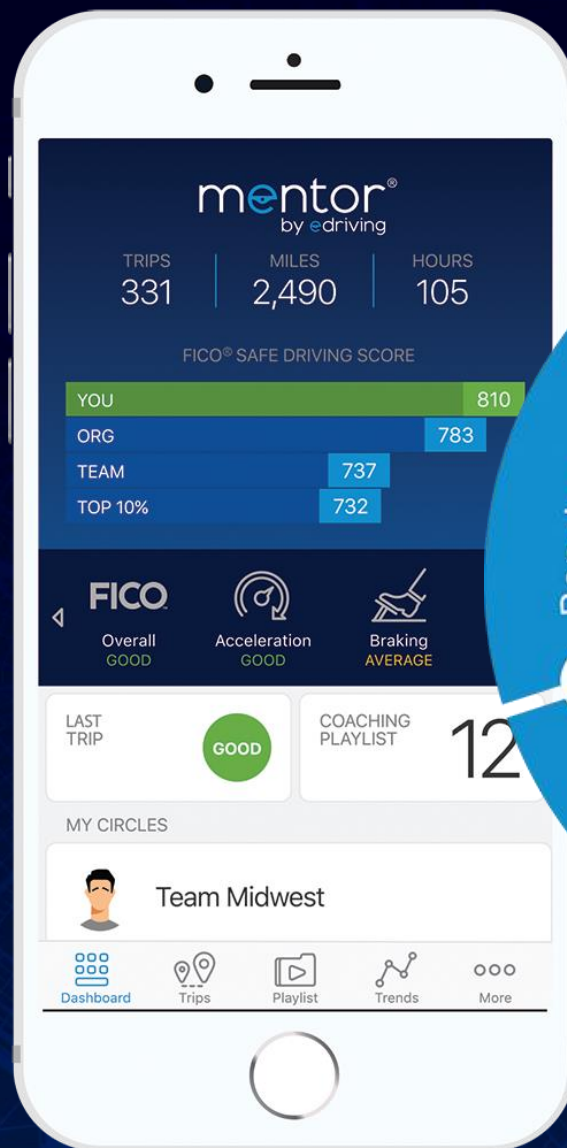 mentor®
by edriving
TRIPS MILES HOURS
331 2,490 105
FICO® SAFE DRIVING SCORE
YOU 810
ORG 783
TEAM 737
TOP 10% 732
FICO
Overall Acceleration Braking
GOOD GOOD AVERAGE
LAST
TRIP
GOOD
COACHING
PLAYLIST
12
MY CIRCLES
Team Midwest
Dashboard Trips Playlist Trends More